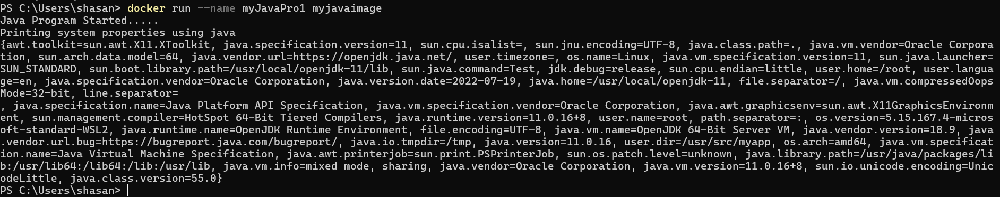 PS C:\Users\shasan> docker run --name myJavaPro1 myjavaimage
Java Program Started.....
Printing system properties using java
{awt.toolkit=sun.awt.X11.XToolkit, java.specification.version=11, sun.cpu.isalist=, sun.jnu.encoding=UTF-8, java.class.path=., java.vm.vendor=Oracle Corpora
tion, sun.arch.data.model=64, java.vendor.url=https://openjdk.java.net/, user.timezone=, os.name=Linux, java.vm.specification.version=11, sun.java.launcher=
SUN_STANDARD, sun.boot.library.path=/usr/local/openjdk-11/lib, sun.java.command=Test, jdk.debug=release, sun.cpu.endian=little, user.home=/root, user.langua
ge=en, java.specification.vendor=Oracle Corporation, java.version.date=2022-07-19, java.home=/usr/local/openjdk-11, file.separator=/, java.vm.compressedOops
Mode=32-bit, line.separator=
, java.specification.name=Java Platform API Specification, java.vm.specification.vendor=Oracle Corporation, java.awt.graphicsenv=sun.awt.X11GraphicsEnvironm
ent, sun.management.compiler=HotSpot 64-Bit Tiered Compilers, java.runtime.version=11.0.16+8, user.name=root, path.separator=:, os.version=5.15.167.4-micros
oft-standard-WSL2, java.runtime.name=OpenJDK Runtime Environment, file.encoding=UTF-8, java.vm.name=OpenJDK 64-Bit Server VM, java.vendor.version=18.9, java
.vendor.url.bug=https://bugreport.java.com/bugreport/, java.io.tmpdir=/tmp, java.version=11.0.16, user.dir=/usr/src/myapp, os.arch=amd64, java.vm.specificat
ion.name=Java Virtual Machine Specification, java.awt.printerjob=sun.print.PSPrinterJob, sun.os.patch.level=unknown, java.library.path=/usr/java/packages/li
b:/usr/lib64:/lib64:/lib:/usr/lib, java.vm.info=mixed mode, sharing, java.vendor=Oracle Corporation, java.vm.version=11.0.16+8, sun.io.unicode.encoding=Unic
odeLittle, java.class.version=55.0}
PS C:\Users\shasan>